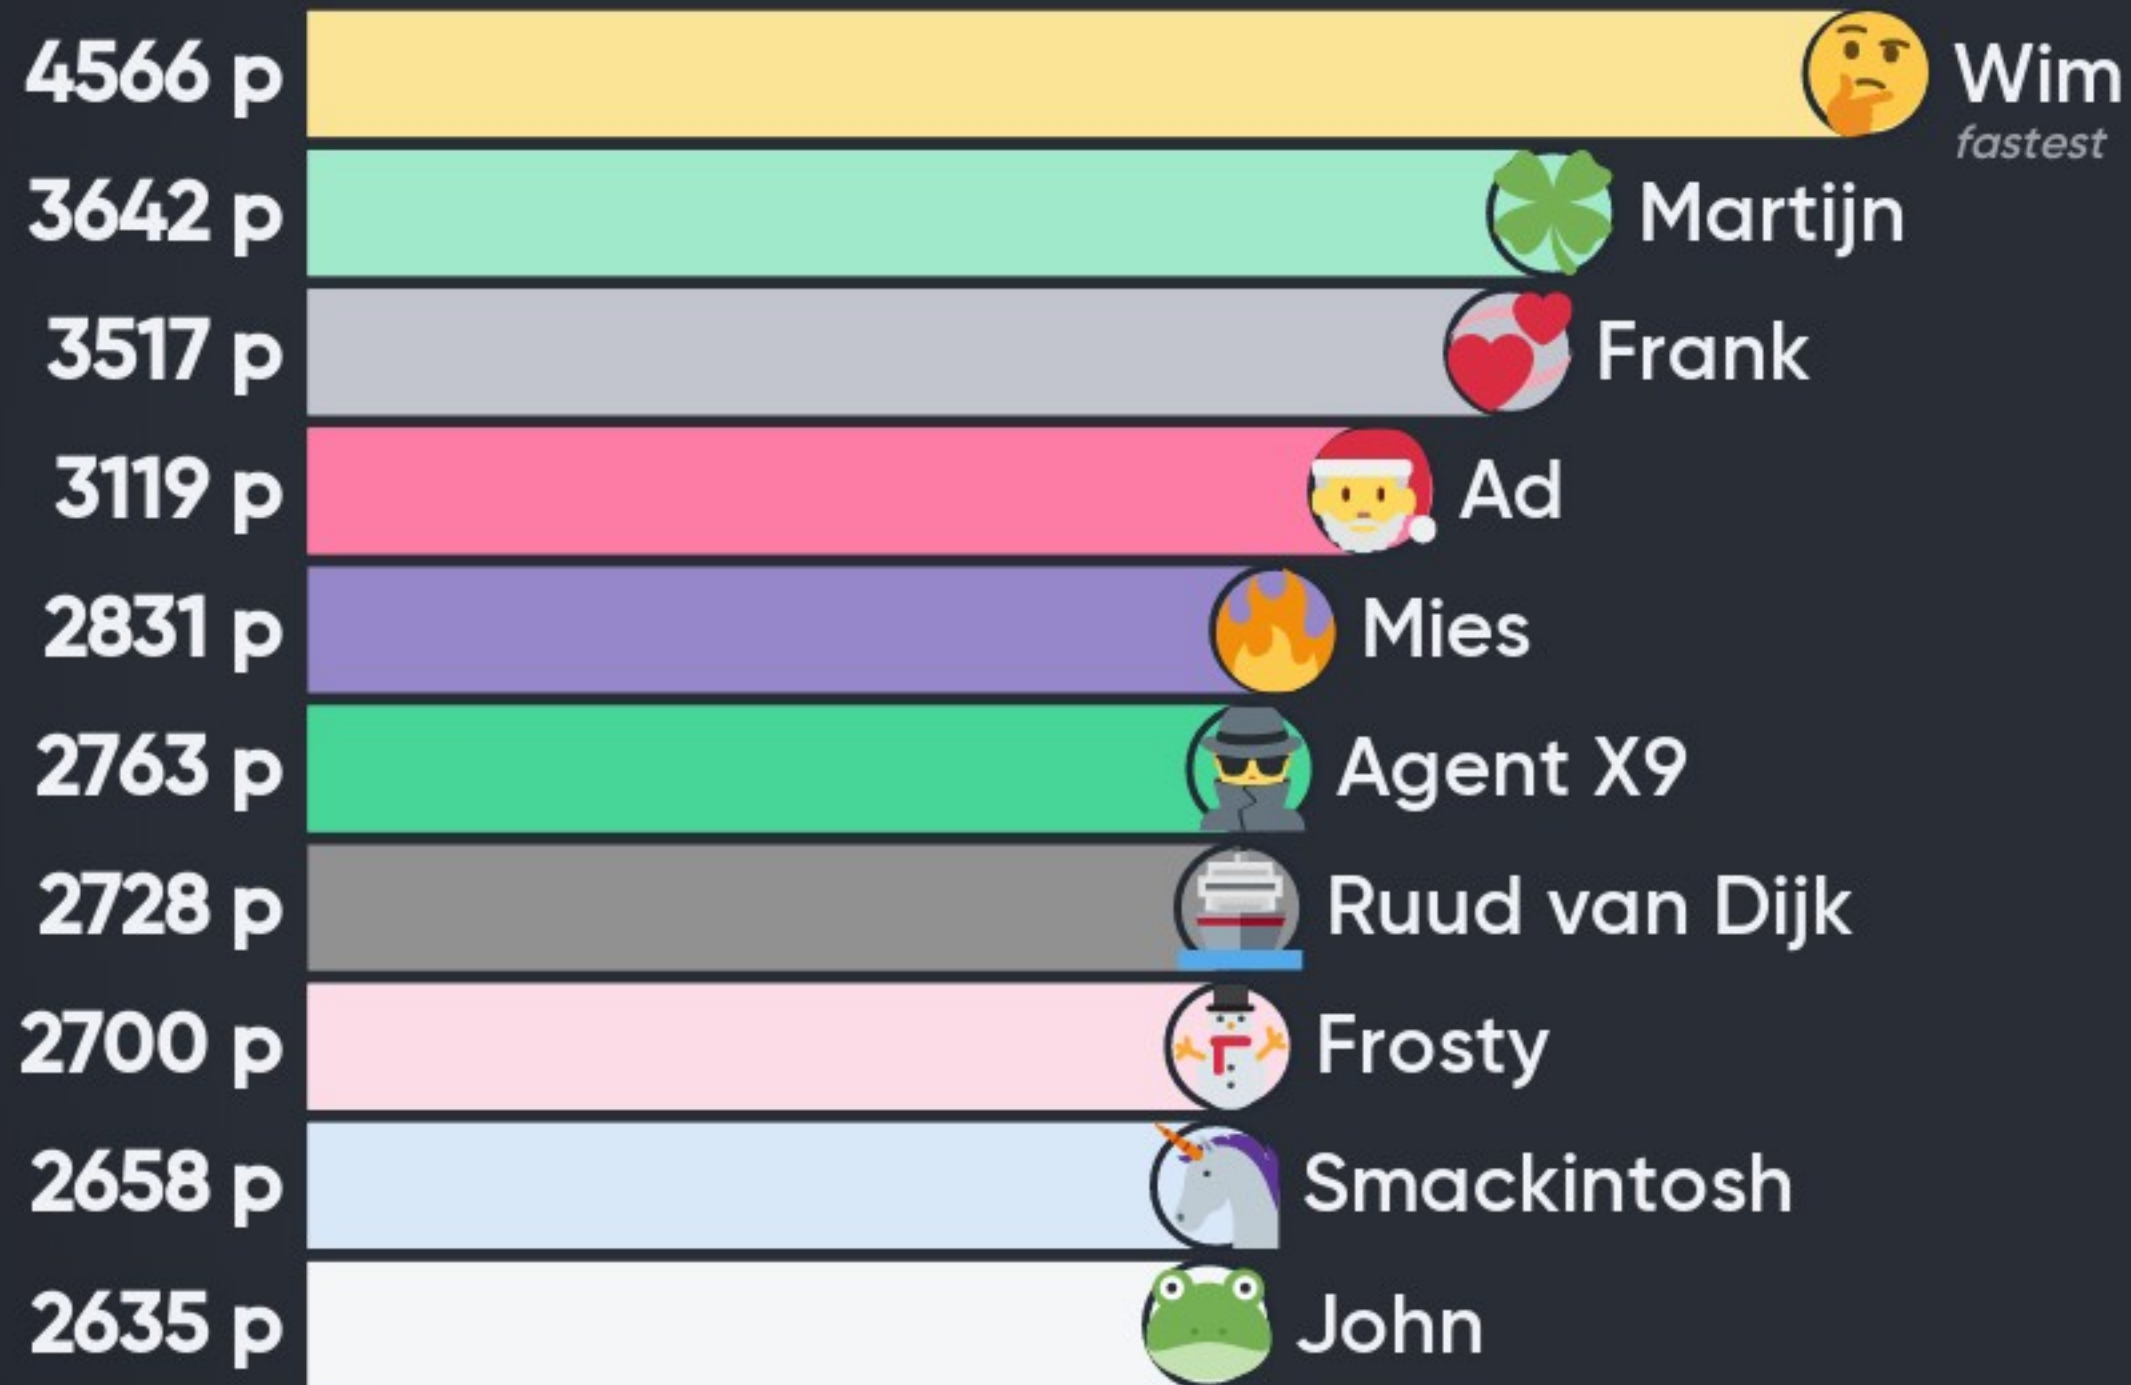 4566 p Wim
fastest
3642 p Martijn
3517 p Frank
3119 p Ad
2831 p Mies
2763 p Agent X9
2728 p Ruud van Dijk
2700 p Frosty
2658 p Smackintosh
2635 p John